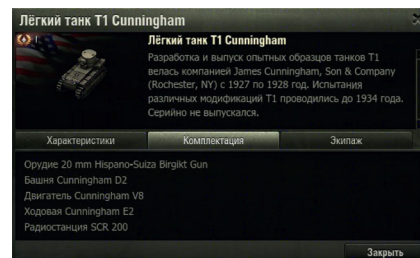 Лёгкий танк T1 Cunningham
I
Лёгкий танк T1 Cunningham
Разработка и выпуск опытных образцов танков T1
велась компанией James Cunningham, Son & Company
(Rochester, NY) с 1927 по 1928 год. Испытания
различных модификаций T1 проводились до 1934 года.
Серийно не выпускался.
Характеристики
Комплектация
Экипаж
Орудие 20 mm Hispano-Suiza Birgikt Gun
Башня Cunningham D2
Двигатель Cunningham V8
Ходовая Cunningham E2
Радиостанция SCR 200
Закрыть